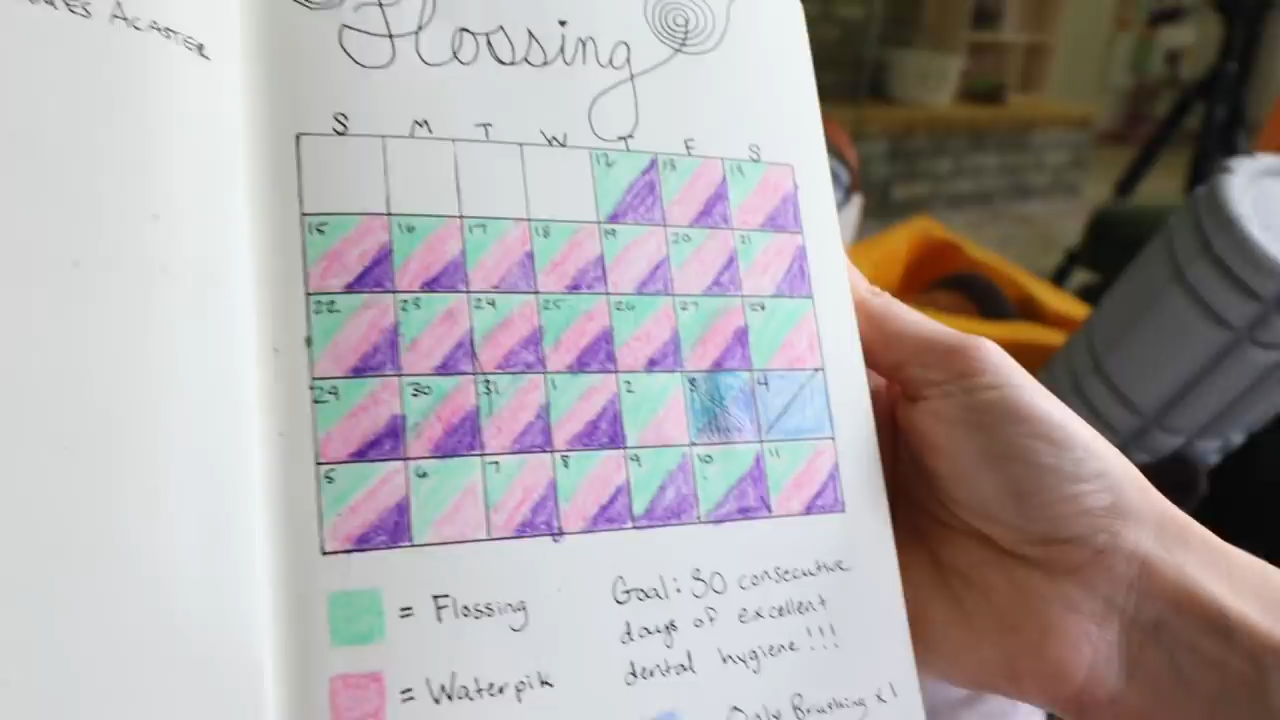 ACASTER
Flossing
S M T W T F S
12 13 14
15 16 17 18 19 20 21
22 23 24 25 26 27 28
29 30 31 1 2 3 4
5 6 7 8 9 10 11
= Flossing
= Waterpik
Goal: 30 consecutive
days of excellent
dental hygiene!!!
Only Brushing x1